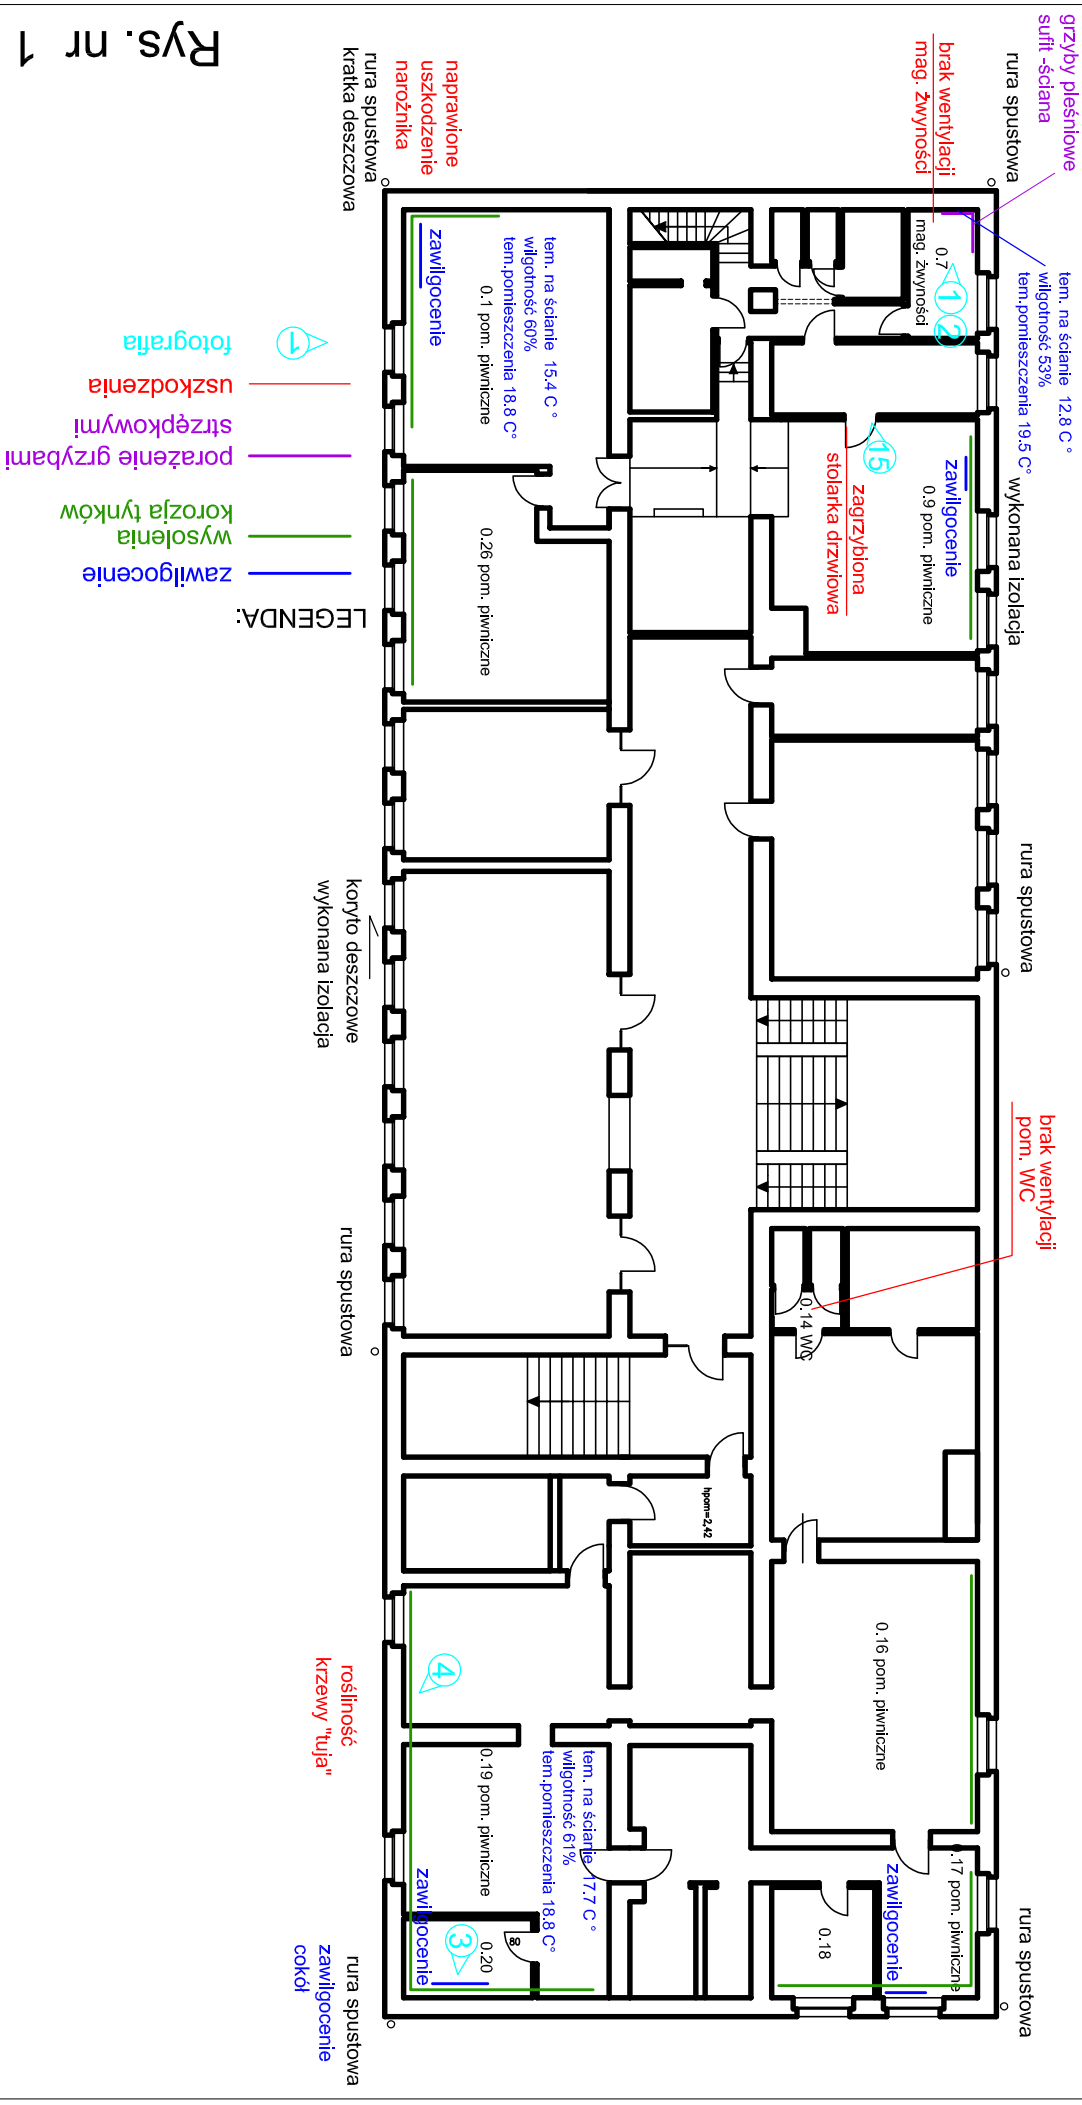 Rys. nr 1
grzyby pleśniowe
sufit -ściana
brak wentylacji
mag. żwyności
rura spustowa
rura spustowa
kratka deszczowa
naprawione
uszkodzenie
narożnika
tem. na ścianie 12.8 C °
wilgotność 53%
tem.pomieszczenia 19.5 C°
0.7
mag. żwyności
1
2
zawilgocenie
tem. na ścianie 15.4 C °
wilgotność 60%
tem.pomieszczenia 18.8 C°
0.1 pom. piwniczne
15
zagrzybiona
stolarka drzwiowa
zawilgocenie
0.9 pom. piwniczne
wykonana izolacja
0.26 pom. piwniczne
LEGENDA:
zawilgocenie
wysolenia
korozja tynków
porażenie grzybami
strzępkowymi
uszkodzenia
fotografia
1
rura spustowa
koryto deszczowe
wykonana izolacja
brak wentylacji
pom. WC
0.14 WC
rura spustowa
hpom=2,42
0.16 pom. piwniczne
roślinność
krzewy "tuja"
4
0.19 pom. piwniczne
tem. na ścianie 17.7 C °
wilgotność 61%
tem.pomieszczenia 18.8 C°
0.17 pom. piwniczne
zawilgocenie
0.18
zawilgocenie
3
0.20
80
rura spustowa
rura spustowa
zawilgocenie
cokół